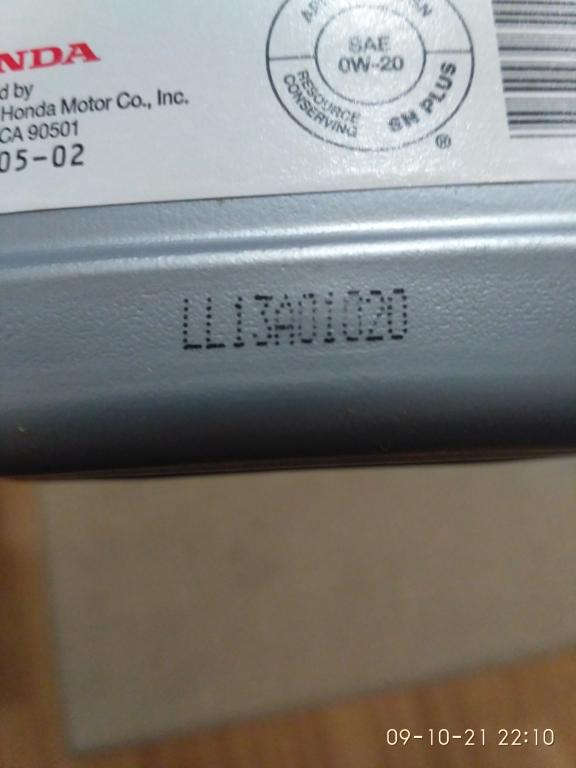 NDA
d by
Honda Motor Co., Inc.
CA 90501
05-02
SAE
0W-20
RESOURCE
CONSERVING
SN PLUS
®
LL13A01020
09-10-21 22:10